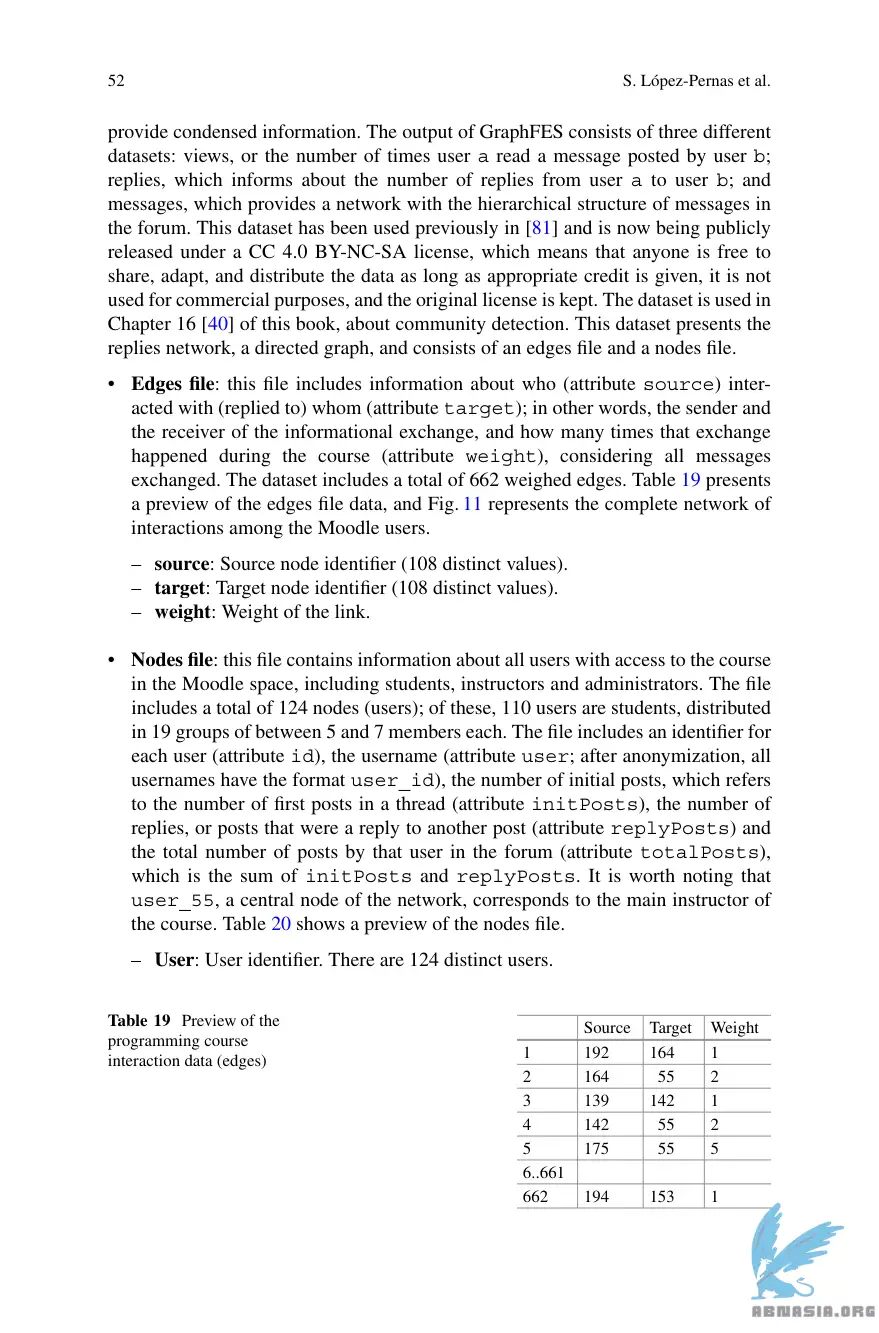 52
S. López-Pernas et al.
provide condensed information. The output of GraphFES consists of three different
datasets: views, or the number of times user a read a message posted by user b;
replies, which informs about the number of replies from user a to user b; and
messages, which provides a network with the hierarchical structure of messages in
the forum. This dataset has been used previously in [81] and is now being publicly
released under a CC 4.0 BY-NC-SA license, which means that anyone is free to
share, adapt, and distribute the data as long as appropriate credit is given, it is not
used for commercial purposes, and the original license is kept. The dataset is used in
Chapter 16 [40] of this book, about community detection. This dataset presents the
replies network, a directed graph, and consists of an edges file and a nodes file.
• Edges file: this file includes information about who (attribute source) inter-
acted with (replied to) whom (attribute target); in other words, the sender and
the receiver of the informational exchange, and how many times that exchange
happened during the course (attribute weight), considering all messages
exchanged. The dataset includes a total of 662 weighed edges. Table 19 presents
a preview of the edges file data, and Fig. 11 represents the complete network of
interactions among the Moodle users.
– source: Source node identifier (108 distinct values).
– target: Target node identifier (108 distinct values).
– weight: Weight of the link.
• Nodes file: this file contains information about all users with access to the course
in the Moodle space, including students, instructors and administrators. The file
includes a total of 124 nodes (users); of these, 110 users are students, distributed
in 19 groups of between 5 and 7 members each. The file includes an identifier for
each user (attribute id), the username (attribute user; after anonymization, all
usernames have the format user_id), the number of initial posts, which refers
to the number of first posts in a thread (attribute initPosts), the number of
replies, or posts that were a reply to another post (attribute replyPosts) and
the total number of posts by that user in the forum (attribute totalPosts),
which is the sum of initPosts and replyPosts. It is worth noting that
user_55, a central node of the network, corresponds to the main instructor of
the course. Table 20 shows a preview of the nodes file.
– User: User identifier. There are 124 distinct users.
Table 19 Preview of the
programming course
interaction data (edges)
Source Target Weight
1 192 164 1
2 164 55 2
3 139 142 1
4 142 55 2
5 175 55 5
6..661
662 194 153 1
ABNASIA.ORG